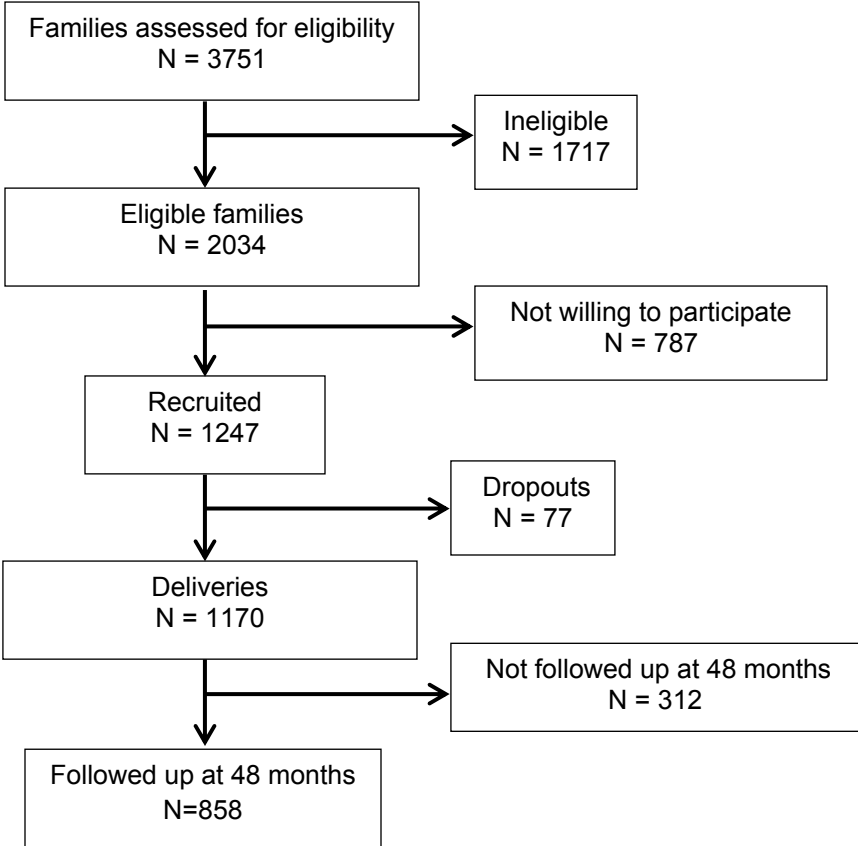 Families assessed for eligibility
N = 3751
Ineligible
N = 1717
Eligible families
N = 2034
Not willing to participate
N = 787
Recruited
N = 1247
Dropouts
N = 77
Deliveries
N = 1170
Not followed up at 48 months
N = 312
Followed up at 48 months
N=858